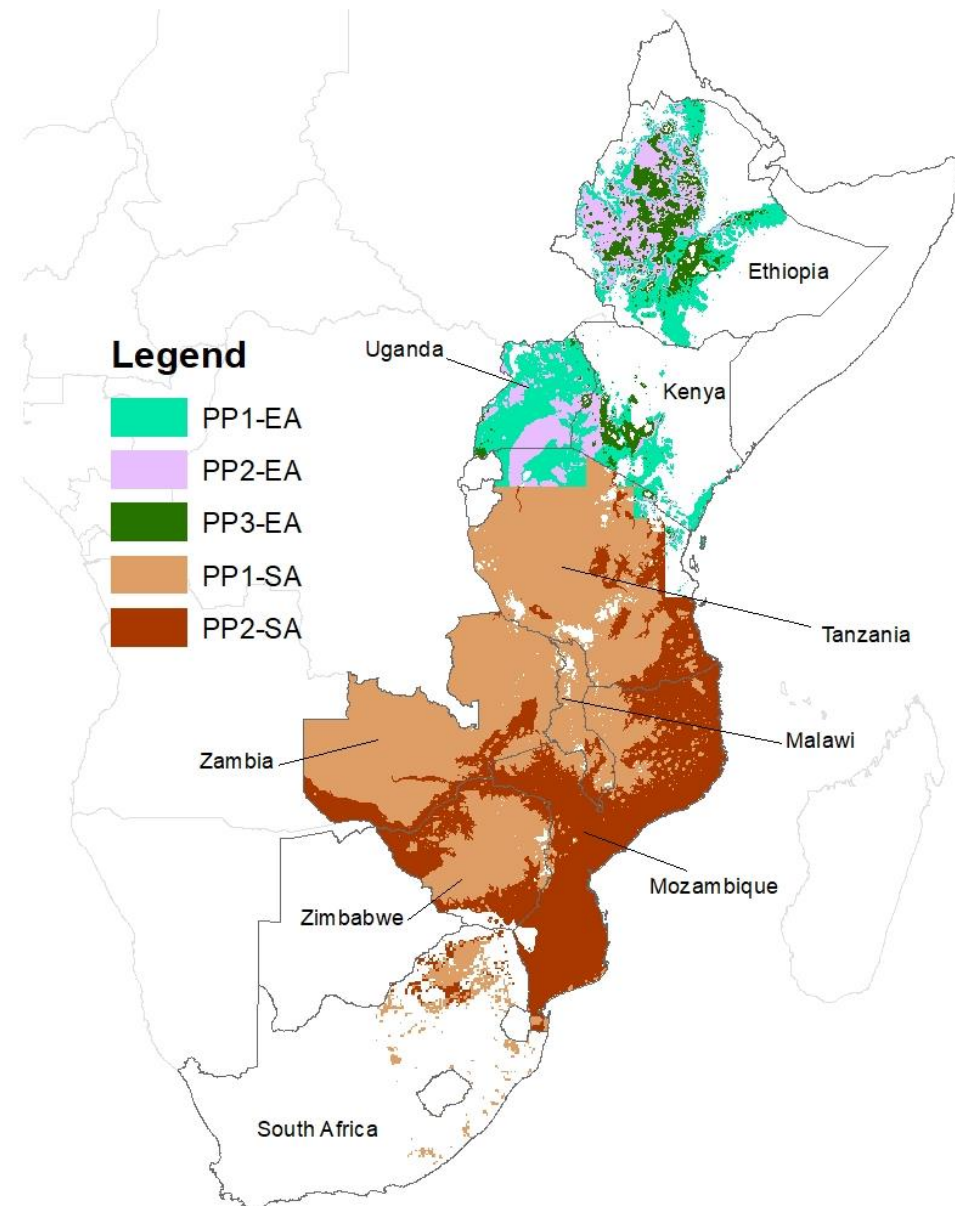 Ethiopia
Uganda
Legend
Kenya
PP1-EA
PP2-EA
PP3-EA
PP1-SA
PP2-SA
Tanzania
Malawi
Zambia
Mozambique
Zimbabwe
South Africa